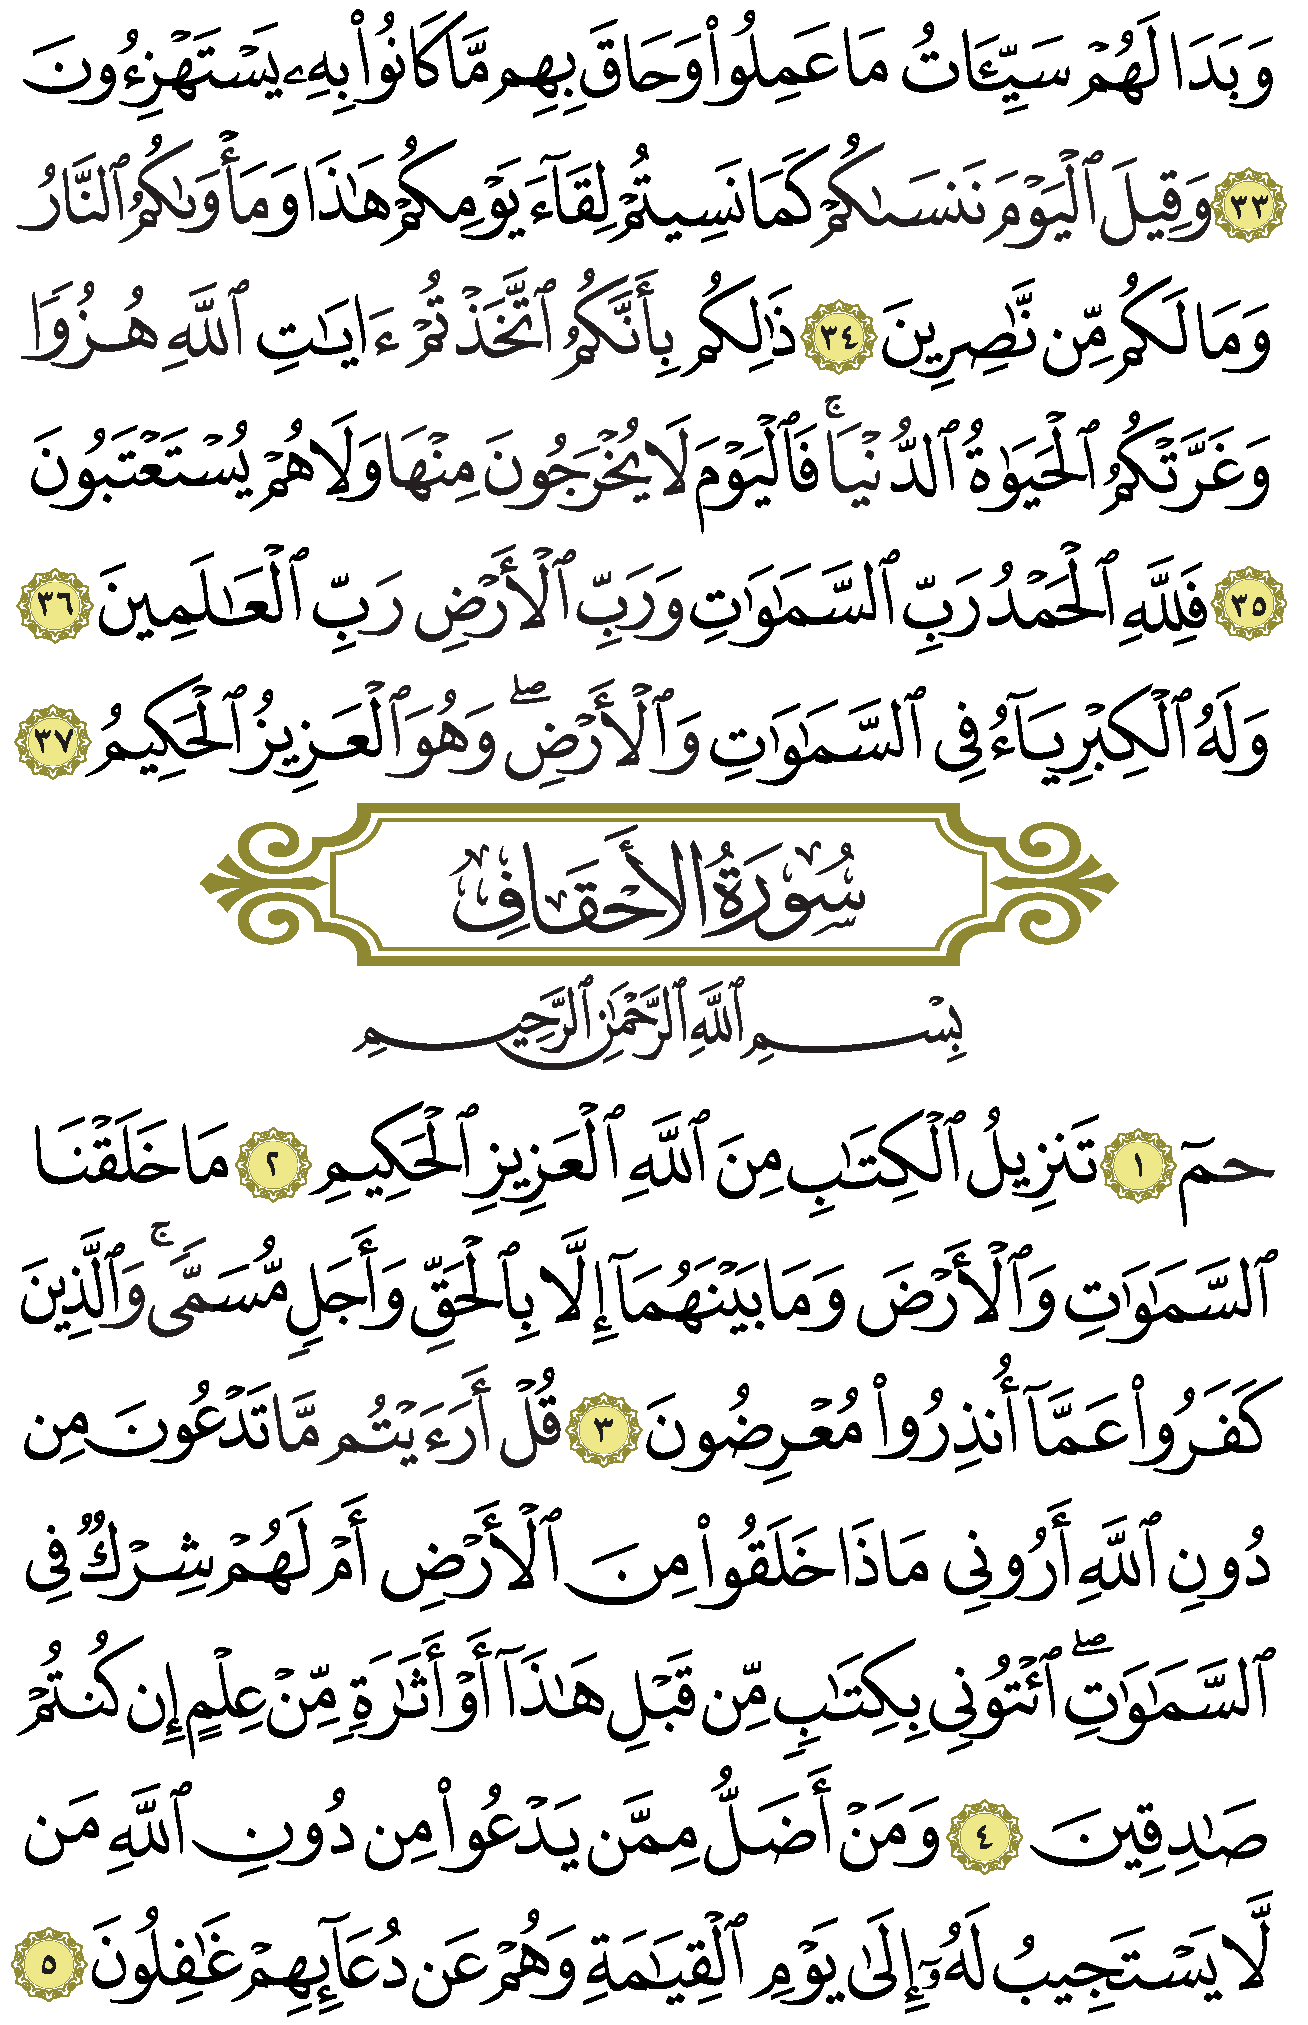 وَبَدَا لَهُمْ سَيِّـَٔاتُ مَا عَمِلُوا۟ وَحَاقَ بِهِم مَّا كَانُوا۟ بِهِۦ يَسْتَهْزِءُونَ
٣٣ وَقِيلَ ٱلْيَوْمَ نَنسَىٰكُمْ كَمَا نَسِيتُمْ لِقَآءَ يَوْمِكُمْ هَٰذَا وَمَأْوَىٰكُمُ ٱلنَّارُ
وَمَا لَكُم مِّن نَّٰصِرِينَ ٣٤ ذَٰلِكُم بِأَنَّكُمُ ٱتَّخَذْتُمْ ءَايَٰتِ ٱللَّهِ هُزُوًا
وَغَرَّتْكُمُ ٱلْحَيَوٰةُ ٱلدُّنْيَا ۚ فَٱلْيَوْمَ لَا يُخْرَجُونَ مِنْهَا وَلَا هُمْ يُسْتَعْتَبُونَ
٣٥ فَلِلَّهِ ٱلْحَمْدُ رَبِّ ٱلسَّمَٰوَٰتِ وَرَبِّ ٱلْأَرْضِ رَبِّ ٱلْعَٰلَمِينَ ٣٦
وَلَهُ ٱلْكِبْرِيَآءُ فِى ٱلسَّمَٰوَٰتِ وَٱلْأَرْضِ ۖ وَهُوَ ٱلْعَزِيزُ ٱلْحَكِيمُ ٣٧
سُورَةُ الأَحْقَافِ
بِسْمِ ٱللَّهِ ٱلرَّحْمَٰنِ ٱلرَّحِيمِ
حمٓ ١ تَنزِيلُ ٱلْكِتَٰبِ مِنَ ٱللَّهِ ٱلْعَزِيزِ ٱلْحَكِيمِ ٢ مَا خَلَقْنَا
ٱلسَّمَٰوَٰتِ وَٱلْأَرْضَ وَمَا بَيْنَهُمَآ إِلَّا بِٱلْحَقِّ وَأَجَلٍ مُّسَمًّى ۚ وَٱلَّذِينَ
كَفَرُوا۟ عَمَّآ أُنذِرُوا۟ مُعْرِضُونَ ٣ قُلْ أَرَءَيْتُم مَّا تَدْعُونَ مِن
دُونِ ٱللَّهِ أَرُونِى مَاذَا خَلَقُوا۟ مِنَ ٱلْأَرْضِ أَمْ لَهُمْ شِرْكٌ فِى
ٱلسَّمَٰوَٰتِ ۖ ٱئْتُونِى بِكِتَٰبٍ مِّن قَبْلِ هَٰذَآ أَوْ أَثَٰرَةٍ مِّنْ عِلْمٍ إِن كُنتُمْ
صَٰدِقِينَ ٤ وَمَنْ أَضَلُّ مِمَّن يَدْعُوا۟ مِن دُونِ ٱللَّهِ مَن
لَّا يَسْتَجِيبُ لَهُۥٓ إِلَىٰ يَوْمِ ٱلْقِيَٰمَةِ وَهُمْ عَن دُعَآئِهِمْ غَٰفِلُونَ ٥